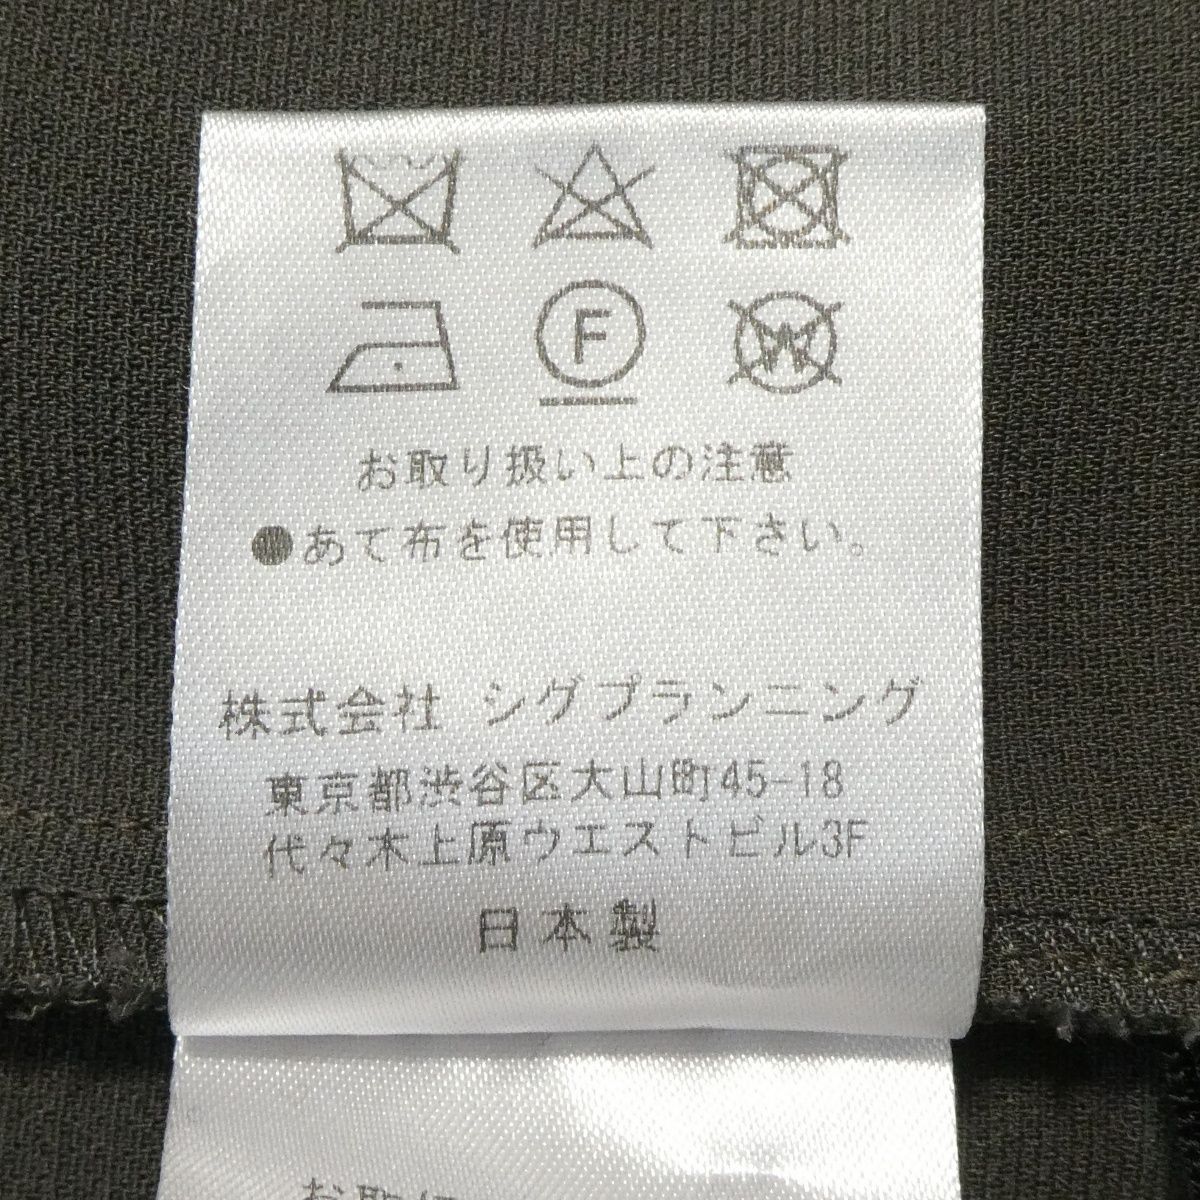 F W
お取り扱い上の注意
●あて布を使用して下さい。
株式会社 シグプランニング
東京都渋谷区大山町45-18
代々木上原ウエストビル3F
日本製